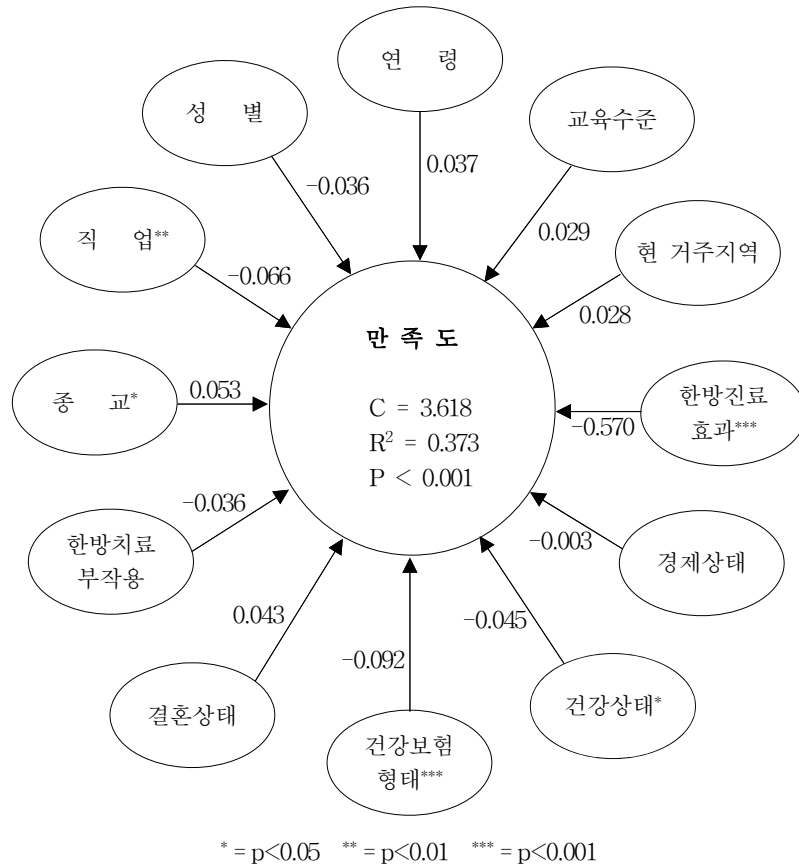 연 령
성 별
교육수준
0.037
-0.036
직 업**
0.029
현 거주지역
-0.066
0.028
만 족 도
종 교*
0.053
C = 3.618
한방진료
효과***
-0.570
R² = 0.373
P < 0.001
-0.036
한방치료
부작용
-0.003
경제상태
0.043
-0.045
-0.092
결혼상태
건강상태*
건강보험
형태***
* = p<0.05 ** = p<0.01 *** = p<0.001